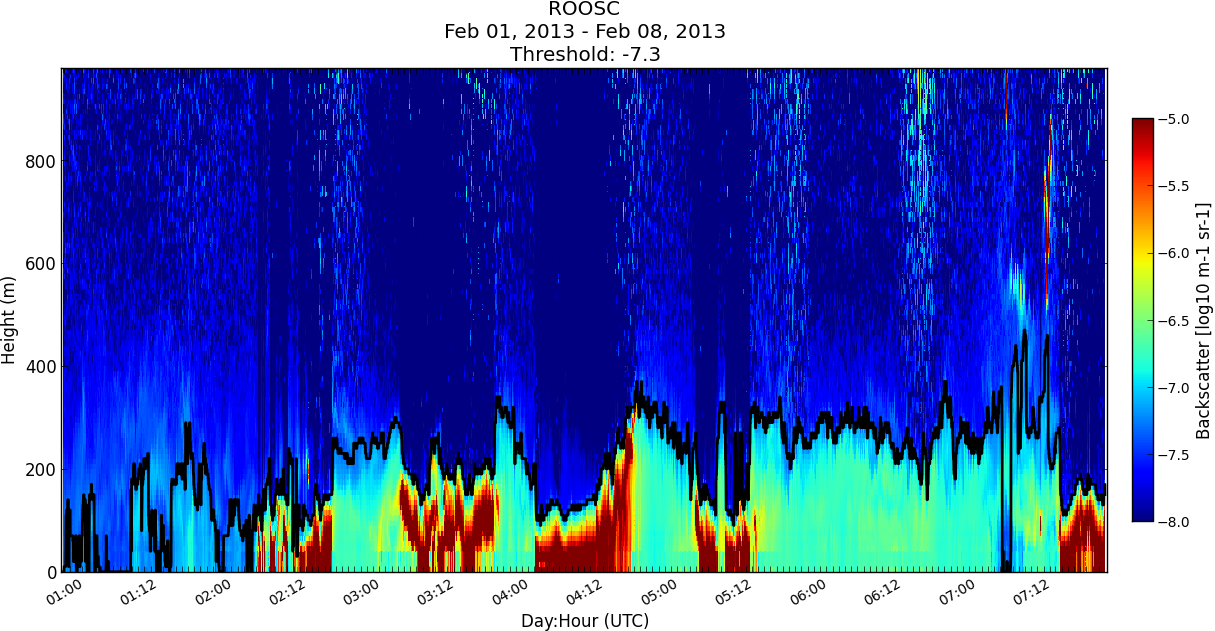 ROOSC
Feb 01, 2013 - Feb 08, 2013
Threshold: -7.3
Height (m)
800
600
400
200
0
01:00 01:12 02:00 02:12 03:00 03:12 04:00 04:12 05:00 05:12 06:00 06:12 07:00 07:12
Day:Hour (UTC)
−5.0
−5.5
−6.0
−6.5
−7.0
−7.5
−8.0
Backscatter [log10 m-1 sr-1]